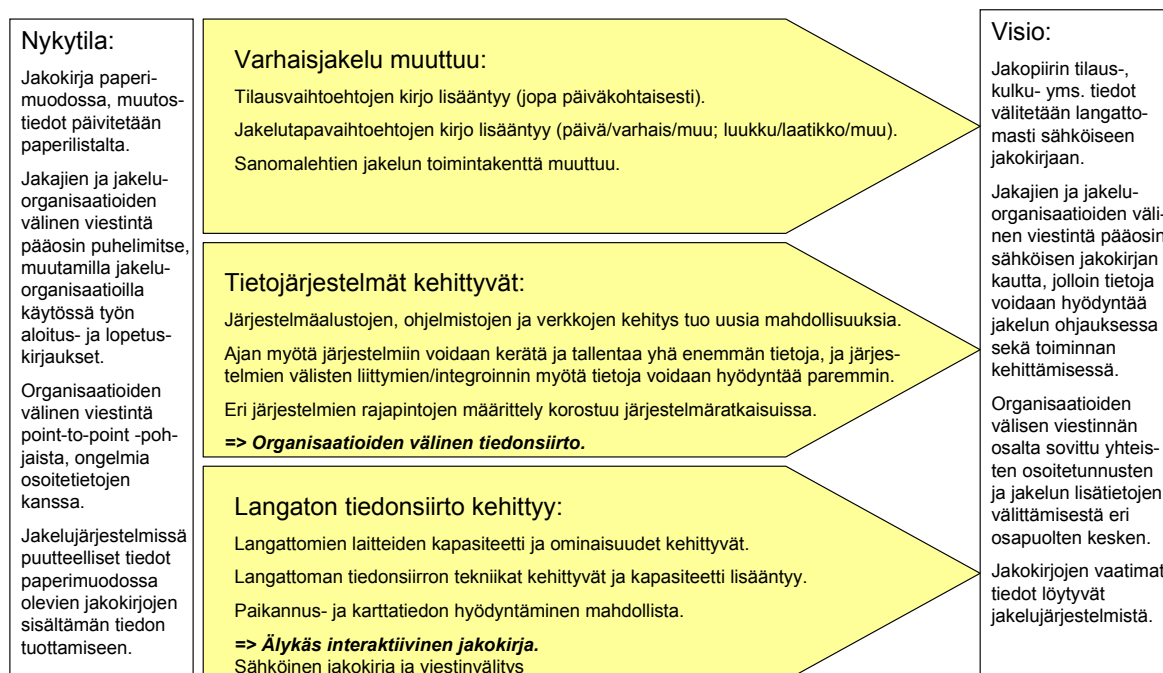 Nykytila:
Jakokirja paperi-
muodossa, muutos-
tiedot päivitetään
paperilistalta.
Jakajien ja jakelu-
organisaatioiden
välinen viestintä
pääosin puhelimitse,
muutamilla jakelu-
organisaatioilla
käytössä työn
aloitus- ja lopetus-
kirjaukset.
Organisaatioiden
välinen viestintä
point-to-point -poh-
jaista, ongelmia
osoitetietojen
kanssa.
Jakelujärjestelmissä
puutteelliset tiedot
paperimuodossa
olevien jakokirjojen
sisältämän tiedon
tuottamiseen.
Varhaisjakelu muuttuu:
Tilausvaihtoehtojen kirjo lisääntyy (jopa päiväkohtaisesti).
Jakelutapavaihtoehtojen kirjo lisääntyy (päivä/varhais/muu; luukku/laatikko/muu).
Sanomalehtien jakelun toimintakenttä muuttuu.
Tietojärjestelmät kehittyvät:
Järjestelmäalustojen, ohjelmistojen ja verkkojen kehitys tuo uusia mahdollisuuksia.
Ajan myötä järjestelmiin voidaan kerätä ja tallentaa yhä enemmän tietoja, ja järjes-
telmien välisten liittymien/integroinnin myötä tietoja voidaan hyödyntää paremmin.
Eri järjestelmien rajapintojen määrittely korostuu järjestelmäratkaisuissa.
=> Organisaatioiden välinen tiedonsiirto.
Langaton tiedonsiirto kehittyy:
Langattomien laitteiden kapasiteetti ja ominaisuudet kehittyvät.
Langattoman tiedonsiirron tekniikat kehittyvät ja kapasiteetti lisääntyy.
Paikannus- ja karttatiedon hyödyntäminen mahdollista.
=> Älykäs interaktiivinen jakokirja.
Sähköinen jakokirja ja viestinvälitys
Visio:
Jakopiirin tilaus-,
kulku- yms. tiedot
välitetään langatto-
masti sähköiseen
jakokirjaan.
Jakajien ja jakelu-
organisaatioiden väli-
nen viestintä pääosin
sähköisen jakokirjan
kautta, jolloin tietoja
voidaan hyödyntää
jakelun ohjauksessa
sekä toiminnan
kehittämisessä.
Organisaatioiden
välisen viestinnän
osalta sovittu yhteis-
ten osoitetunnusten
ja jakelun lisätietojen
välittämisestä eri
osapuolten kesken.
Jakokirjojen vaatimat
tiedot löytyvät
jakelujärjestelmistä.